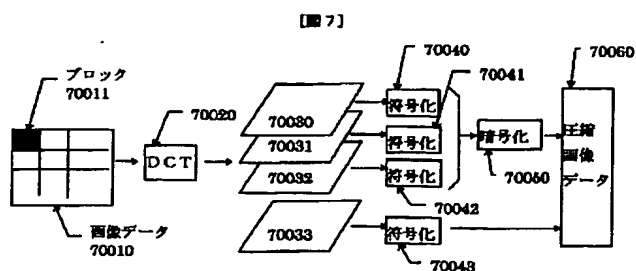 [図7]
70040
70060
ブロック
70011
70041
70020
70030
符号化
70031
符号化
暗号化
圧縮
画像
データ
DCT
70032
符号化
70050
70042
画像データ
70010
70033
符号化
70043